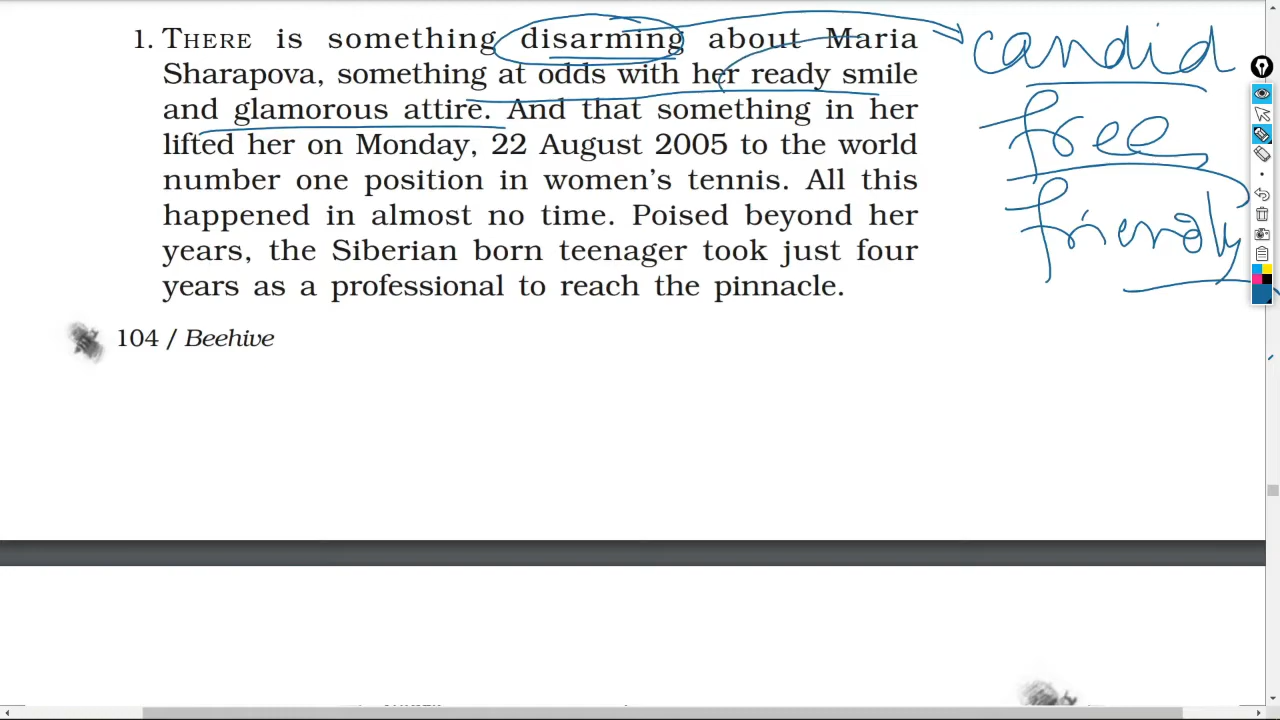 1. THERE is something disarming about Maria
Sharapova, something at odds with her ready smile
and glamorous attire. And that something in her
lifted her on Monday, 22 August 2005 to the world
number one position in women's tennis. All this
happened in almost no time. Poised beyond her
years, the Siberian born teenager took just four
years as a professional to reach the pinnacle.
candid
free
friendly
104 / Beehive